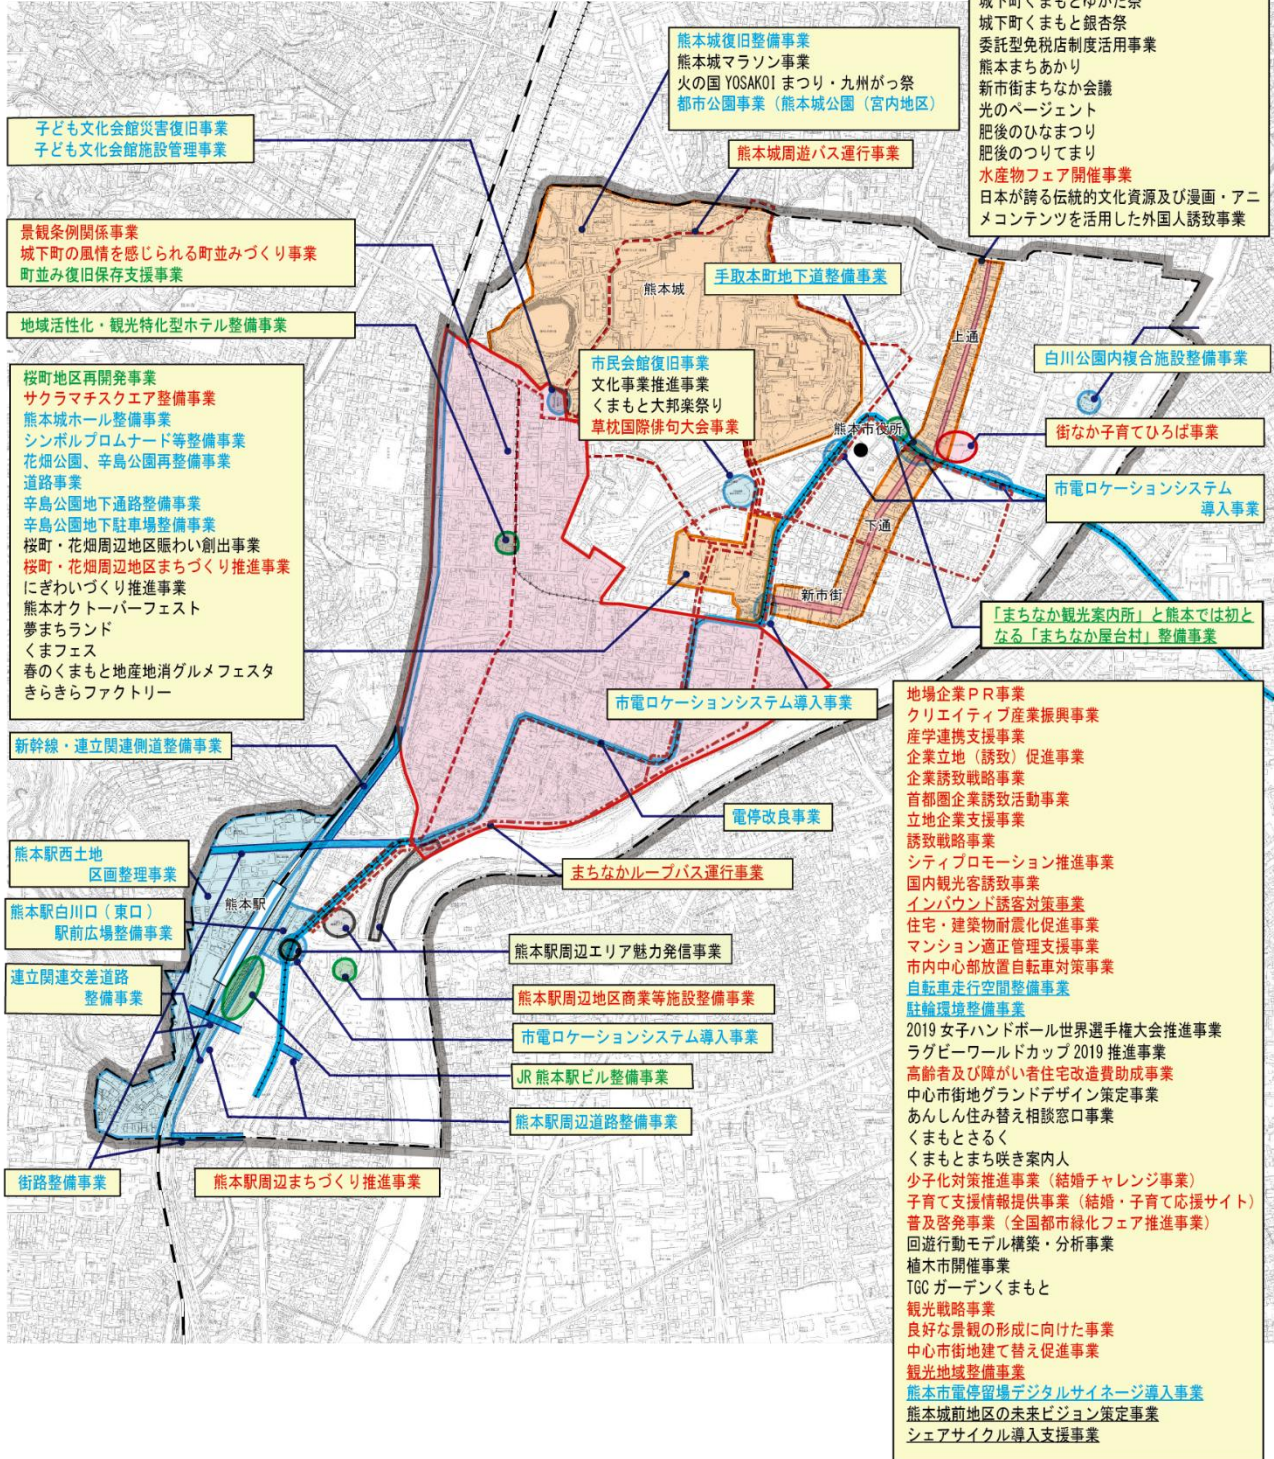 城下町くまもとゆかた祭
城下町くまもと銀杏祭
委託型免税店制度活用事業
熊本まちあかり
新市街まちなか会議
光のページェント
肥後のひなまつり
肥後のつりてまり
水産物フェア開催事業
日本が誇る伝統的文化資源及び漫画・アニ
メコンテンツを活用した外国人誘致事業
熊本城復旧整備事業
熊本城マラソン事業
火の国 YOSAKOI まつり・九州がっ祭
都市公園事業（熊本城公園（宮内地区）
子ども文化会館災害復旧事業
子ども文化会館施設管理事業
熊本城周遊バス運行事業
景観条例関係事業
城下町の風情を感じられる町並みづくり事業
町並み復旧保存支援事業
手取本町地下道整備事業
熊本城
地域活性化・観光特化型ホテル整備事業
上通
白川公園内複合施設整備事業
市民会館復旧事業
文化事業推進事業
くまもと大邦楽祭り
草枕国際俳句大会事業
桜町地区再開発事業
サクラマチスクエア整備事業
熊本城ホール整備事業
シンボルプロムナード等整備事業
花畑公園、辛島公園再整備事業
道路事業
辛島公園地下通路整備事業
辛島公園地下駐車場整備事業
桜町・花畑周辺地区賑わい創出事業
桜町・花畑周辺地区まちづくり推進事業
にぎわいづくり推進事業
熊本オクトーバーフェスト
夢まちランド
くまフェス
春のくまもと地産地消グルメフェスタ
きらきらファクトリー
熊本市役所
街なか子育てひろば事業
市電ロケーションシステム
導入事業
下通
新市街
「まちなか観光案内所」と熊本では初と
なる「まちなか屋台村」整備事業
市電ロケーションシステム導入事業
新幹線・連立関連側道整備事業
電停改良事業
まちなかループバス運行事業
熊本駅西土地
区画整理事業
熊本駅
熊本駅白川口（東口）
駅前広場整備事業
連立関連交差道路
整備事業
熊本駅周辺エリア魅力発信事業
熊本駅周辺地区商業等施設整備事業
市電ロケーションシステム導入事業
JR 熊本駅ビル整備事業
熊本駅周辺道路整備事業
街路整備事業
熊本駅周辺まちづくり推進事業
地場企業ＰＲ事業
クリエイティブ産業振興事業
産学連携支援事業
企業立地（誘致）促進事業
企業誘致戦略事業
首都圏企業誘致活動事業
立地企業支援事業
誘致戦略事業
シティプロモーション推進事業
国内観光客誘致事業
インバウンド誘客対策事業
住宅・建築物耐震化促進事業
マンション適正管理支援事業
市内中心部放置自転車対策事業
自転車走行空間整備事業
駐輪環境整備事業
2019 女子ハンドボール世界選手権大会推進事業
ラグビーワールドカップ 2019 推進事業
高齢者及び障がい者住宅改造費助成事業
中心市街地グランドデザイン策定事業
あんしん住み替え相談窓口事業
くまもとさるく
くまもとまち咲き案内人
少子化対策推進事業（結婚チャレンジ事業）
子育て支援情報提供事業（結婚・子育て応援サイト）
普及啓発事業（全国都市緑化フェア推進事業）
回遊行動モデル構築・分析事業
植木市開催事業
TGC ガーデンくまもと
観光戦略事業
良好な景観の形成に向けた事業
中心市街地建て替え促進事業
観光地域整備事業
熊本市電停留場デジタルサイネージ導入事業
熊本城前地区の未来ビジョン策定事業
シェアサイクル導入支援事業